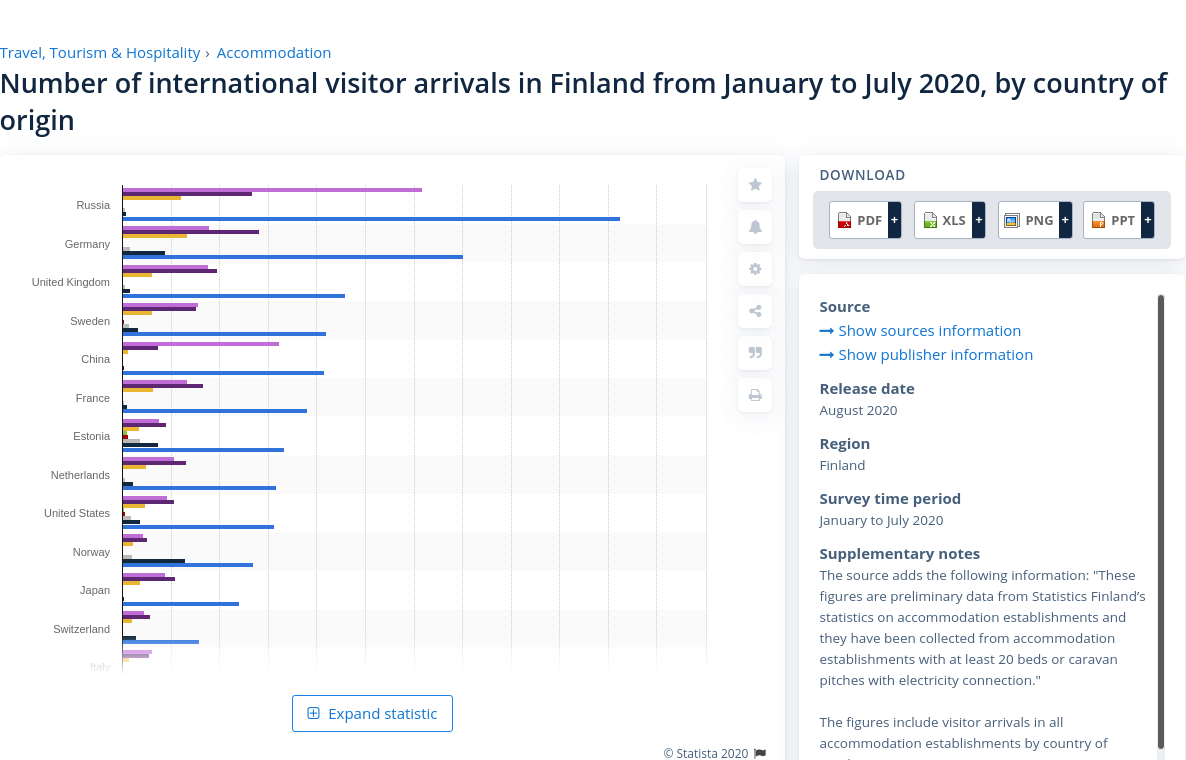 Travel, Tourism & Hospitality › Accommodation
Number of international visitor arrivals in Finland from January to July 2020, by country of
origin
Russia
Germany
United Kingdom
Sweden
China
France
Estonia
Netherlands
United States
Norway
Japan
Switzerland
Italy
Expand statistic
© Statista 2020
DOWNLOAD
PDF + XLS + PNG + PPT +
Source
Show sources information
Show publisher information
Release date
August 2020
Region
Finland
Survey time period
January to July 2020
Supplementary notes
The source adds the following information: "These
figures are preliminary data from Statistics Finland’s
statistics on accommodation establishments and
they have been collected from accommodation
establishments with at least 20 beds or caravan
pitches with electricity connection."
The figures include visitor arrivals in all
accommodation establishments by country of